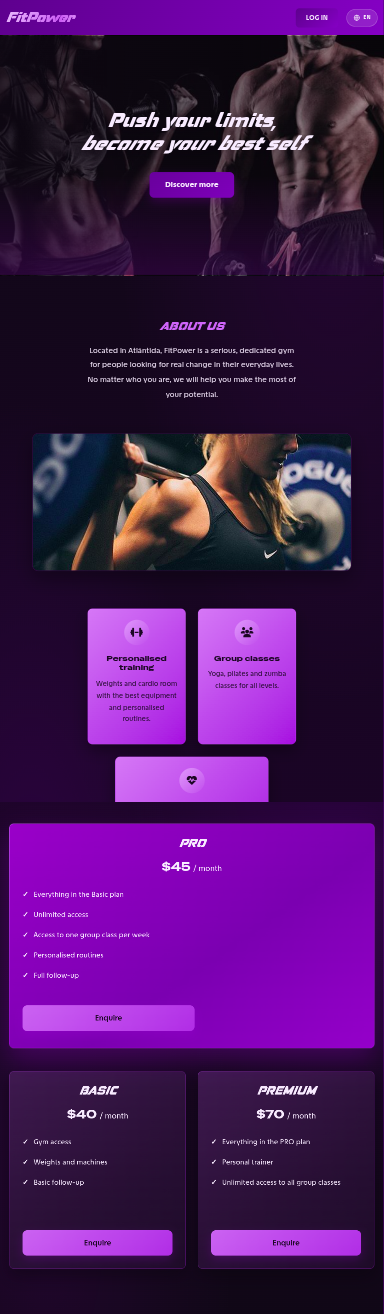 FitPower
LOG IN
EN
Push your limits,
become your best self
Discover more
ABOUT US
Located in Atlántida, FitPower is a serious, dedicated gym
for people looking for real change in their everyday lives.
No matter who you are, we will help you make the most of
your potential.
OGUE
Personalised
training
Weights and cardio room
with the best equipment
and personalised
routines.
Group classes
Yoga, pilates and zumba
classes for all levels.
PRO
$45 / month
✓ Everything in the Basic plan
✓ Unlimited access
✓ Access to one group class per week
✓ Personalised routines
✓ Full follow-up
Enquire
BASIC
$40 / month
✓ Gym access
✓ Weights and machines
✓ Basic follow-up
Enquire
PREMIUM
$70 / month
✓ Everything in the PRO plan
✓ Personal trainer
✓ Unlimited access to all group classes
Enquire